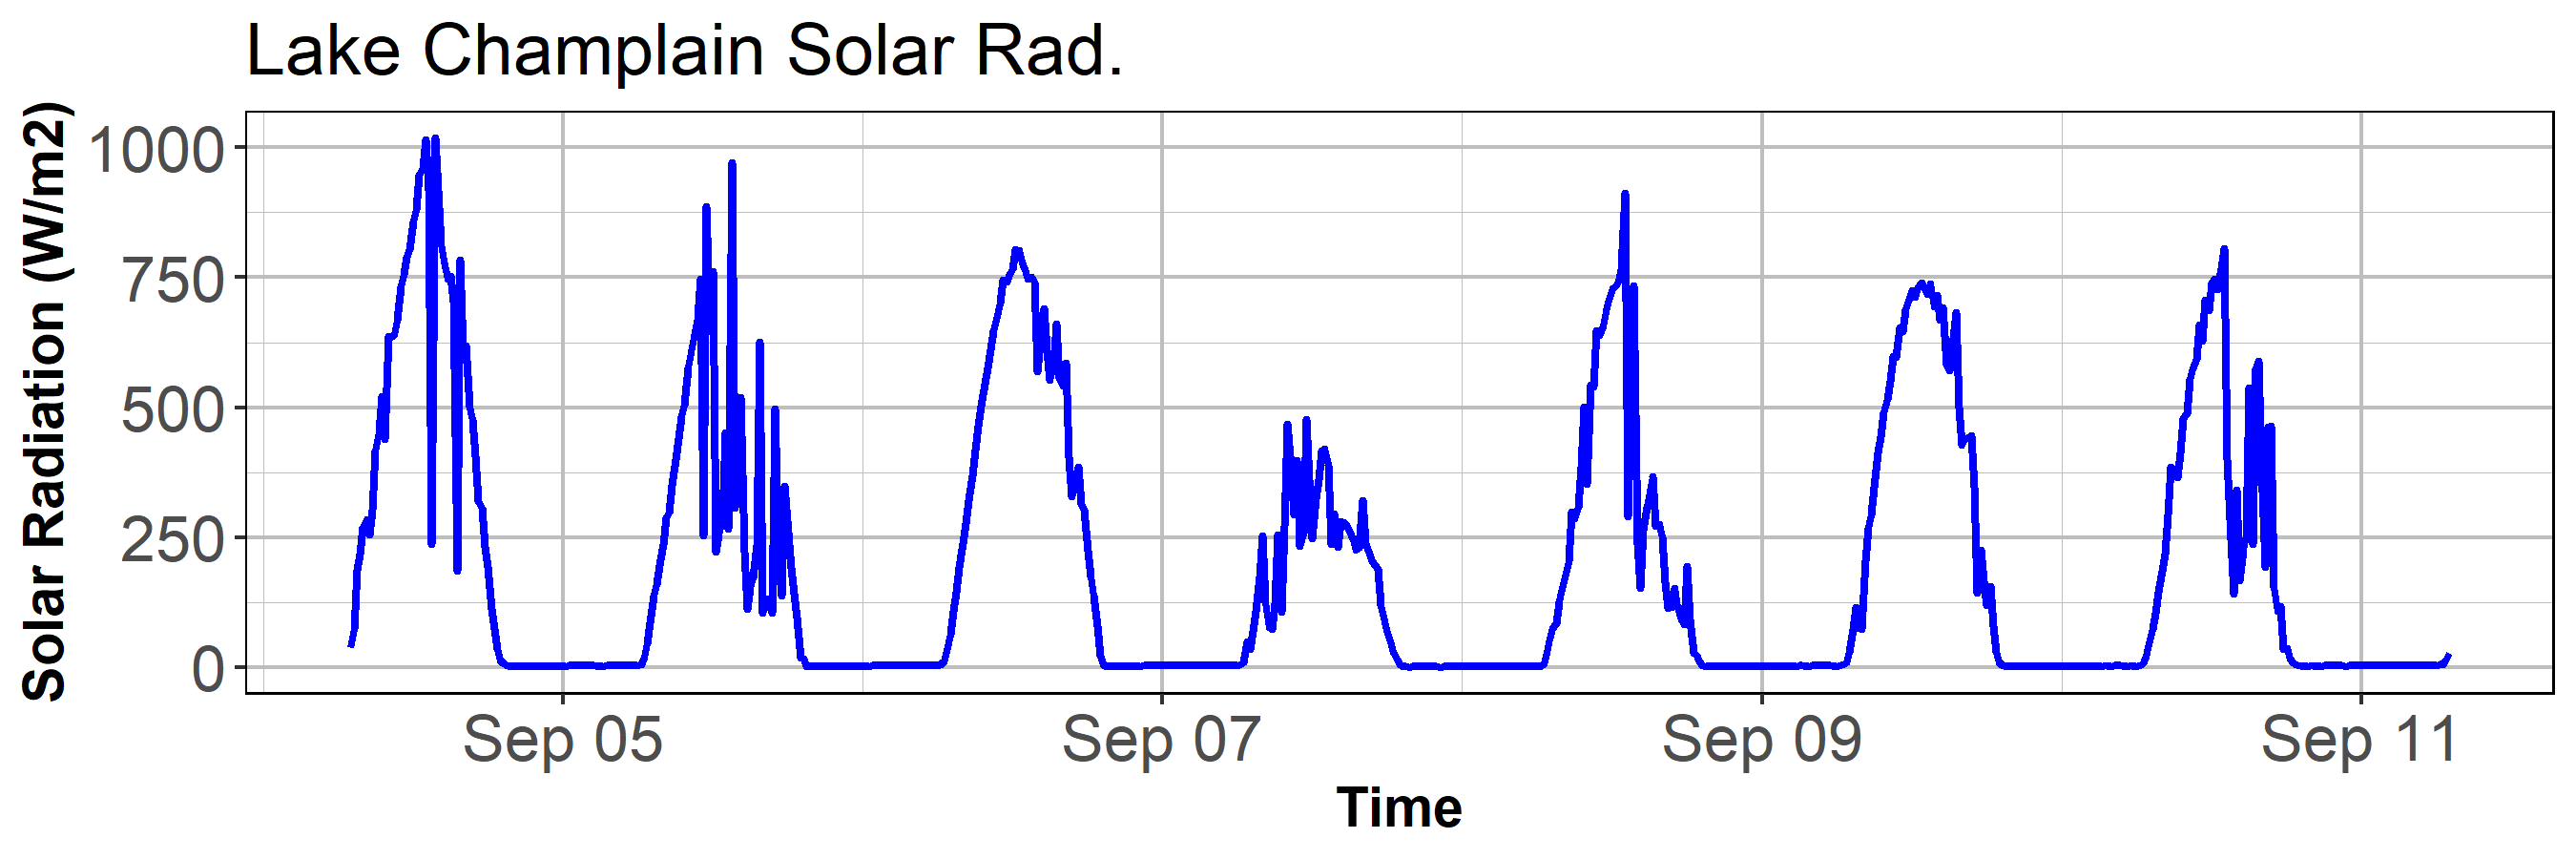 Lake Champlain Solar Rad.
Solar Radiation (W/m2)
1000
750
500
250
0
Sep 05 Sep 07 Sep 09 Sep 11
Time